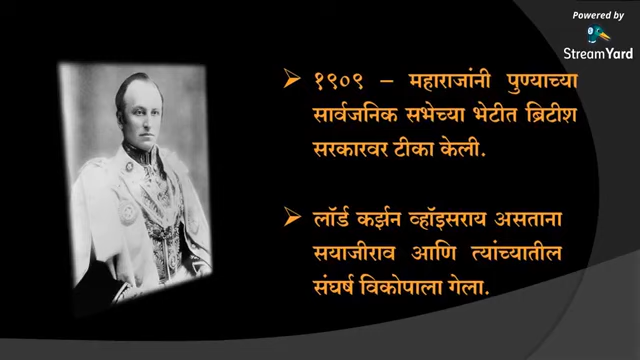 Powered by
StreamYard
➤ १९०९ – महाराजांनी पुण्याच्या
सार्वजनिक सभेच्या भेटीत ब्रिटीश
सरकारवर टीका केली.
➤ लॉर्ड कर्झन व्हॉइसराय असताना
सयाजीराव आणि त्यांच्यातील
संघर्ष विकोपाला गेला.